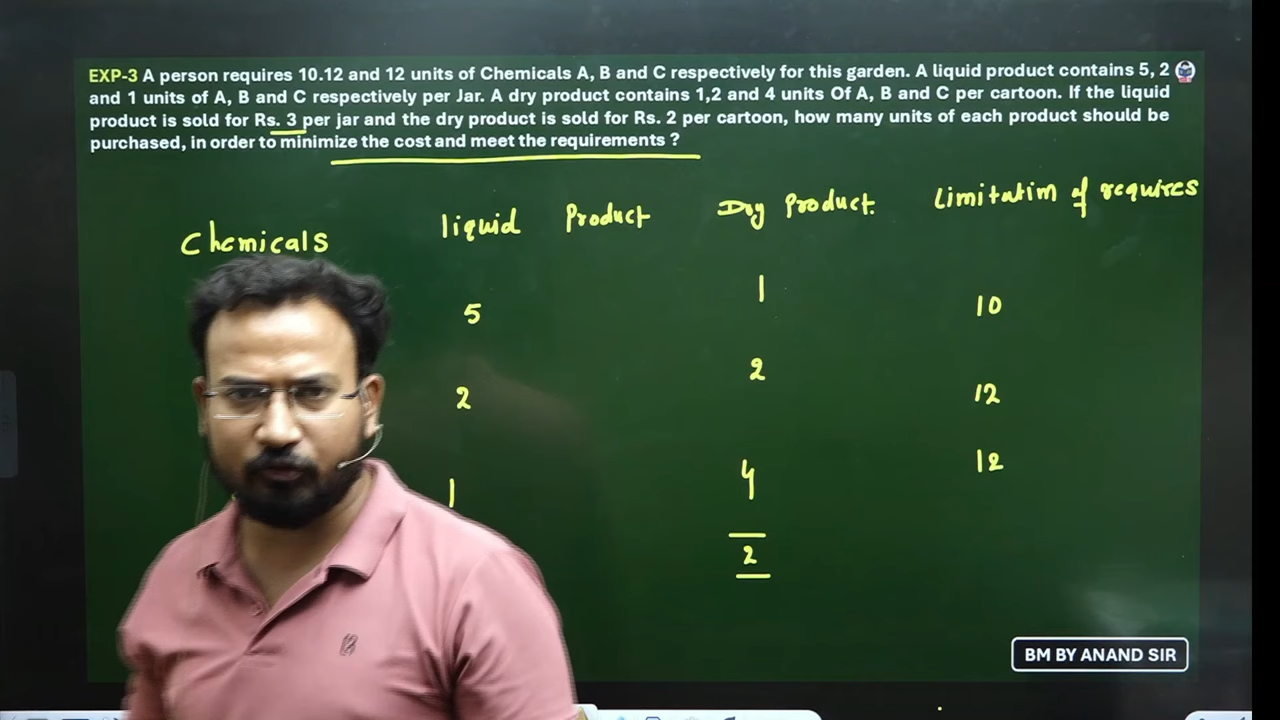 EXP-3 A person requires 10.12 and 12 units of Chemicals A, B and C respectively for this garden. A liquid product contains 5, 2
and 1 units of A, B and C respectively per Jar. A dry product contains 1,2 and 4 units Of A, B and C per cartoon. If the liquid
product is sold for Rs. 3 per jar and the dry product is sold for Rs. 2 per cartoon, how many units of each product should be
purchased, in order to minimize the cost and meet the requirements ?
Chemicals liquid Product Dry Product. Limitation of requires
5 1 10
2 2 12
1 4 12
2
BM BY ANAND SIR